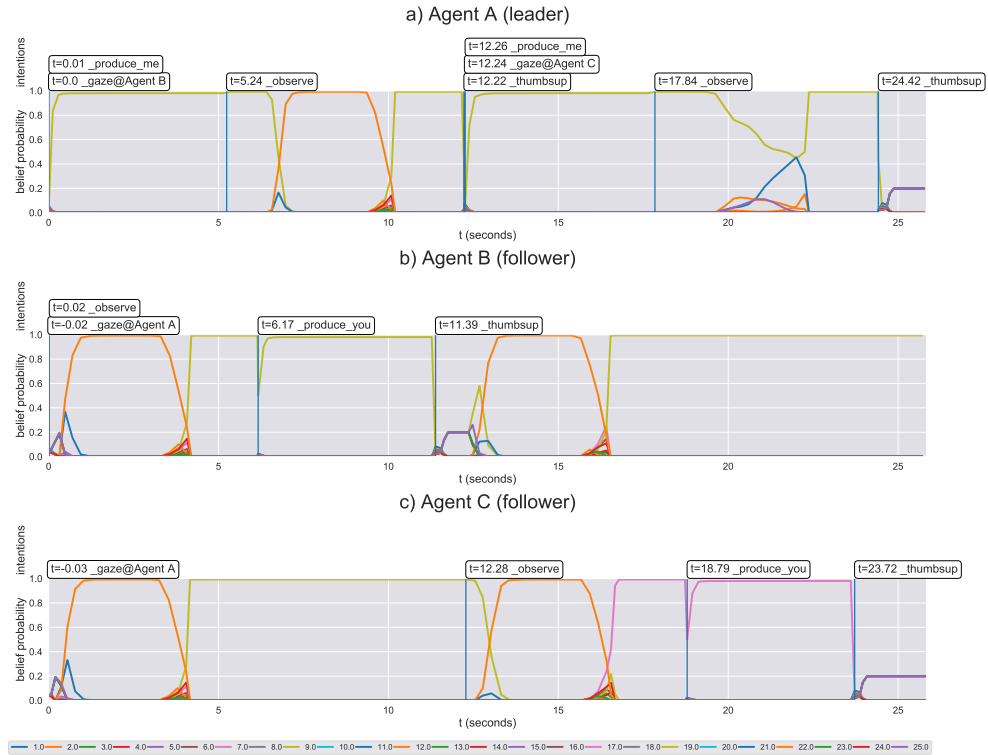 a) Agent A (leader)
intentions
t=12.26 _produce_me
t=0.01 _produce_me
t=12.24 _gaze@Agent C
t=0.0 _gaze@Agent B
t=5.24 _observe
t=12.22 _thumbsup
t=17.84 _observe
t=24.42 _thumbsup
belief probability
1.0
0.8
0.6
0.4
0.2
0.0
0 5 10 15 20 25
t (seconds)
b) Agent B (follower)
intentions
t=0.02 _observe
t=-0.02 _gaze@Agent A
t=6.17 _produce_you
t=11.39 _thumbsup
belief probability
1.0
0.8
0.6
0.4
0.2
0.0
0 5 10 15 20 25
t (seconds)
c) Agent C (follower)
intentions
t=-0.03 _gaze@Agent A
t=12.28 _observe
t=18.79 _produce_you
t=23.72 _thumbsup
belief probability
1.0
0.8
0.6
0.4
0.2
0.0
0 5 10 15 20 25
t (seconds)
1.0 2.0 3.0 4.0 5.0 6.0 7.0 8.0 9.0 10.0 11.0 12.0 13.0 14.0 15.0 16.0 17.0 18.0 19.0 20.0 21.0 22.0 23.0 24.0 25.0